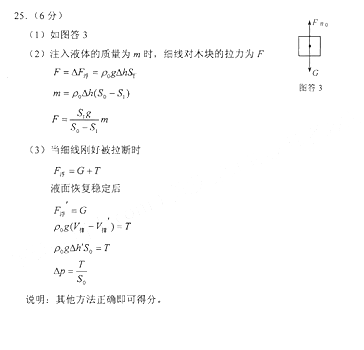 25.（6 分）
（1）如图答 3
（2）注入液体的质量为 m 时，细线对木块的拉力为 F
F = ΔF浮 = ρ₀gΔhS₁
m = ρ₀Δh(S₀ − S₁)
F = S₁g/(S₀ − S₁) m
（3）当细线刚好被拉断时
F浮 = G + T
液面恢复稳定后
F浮′ = G
ρ₀g(V排 − V排′) = T
ρ₀gΔh′S₀ = T
Δp = T/S₀
说明：其他方法正确即可得分。
F浮0
G
图答 3